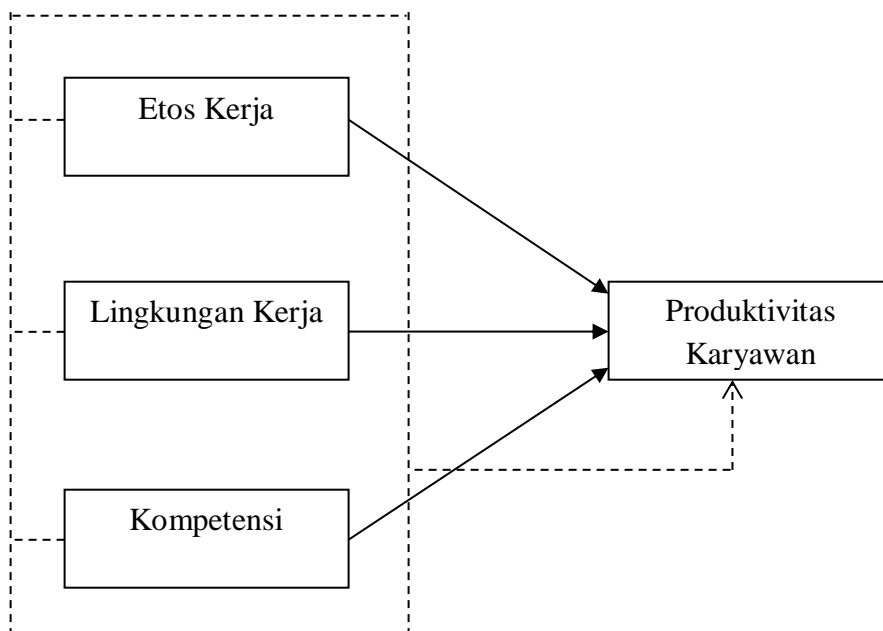 Etos Kerja
Lingkungan Kerja
Produktivitas
Karyawan
Kompetensi